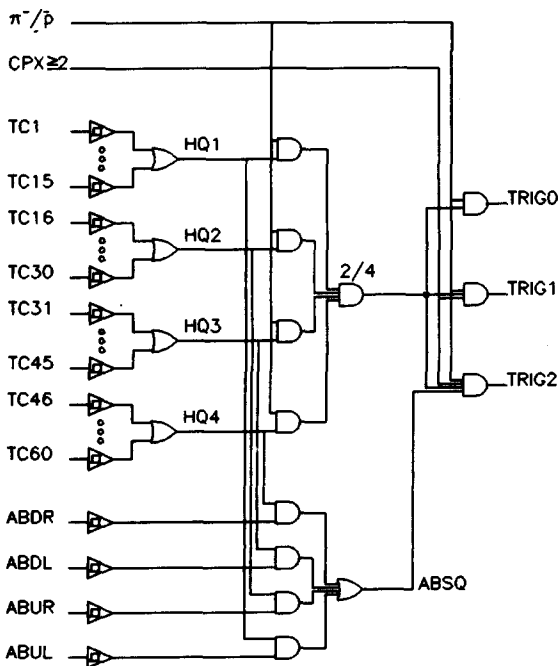 π⁻/p̄
CPX≥2
TC1
HQ1
TC15
TRIG0
TC16
HQ2
2/4
TC30
TRIG1
TC31
HQ3
TC45
TRIG2
TC46
HQ4
TC60
ABDR
ABDL
ABSQ
ABUR
ABUL